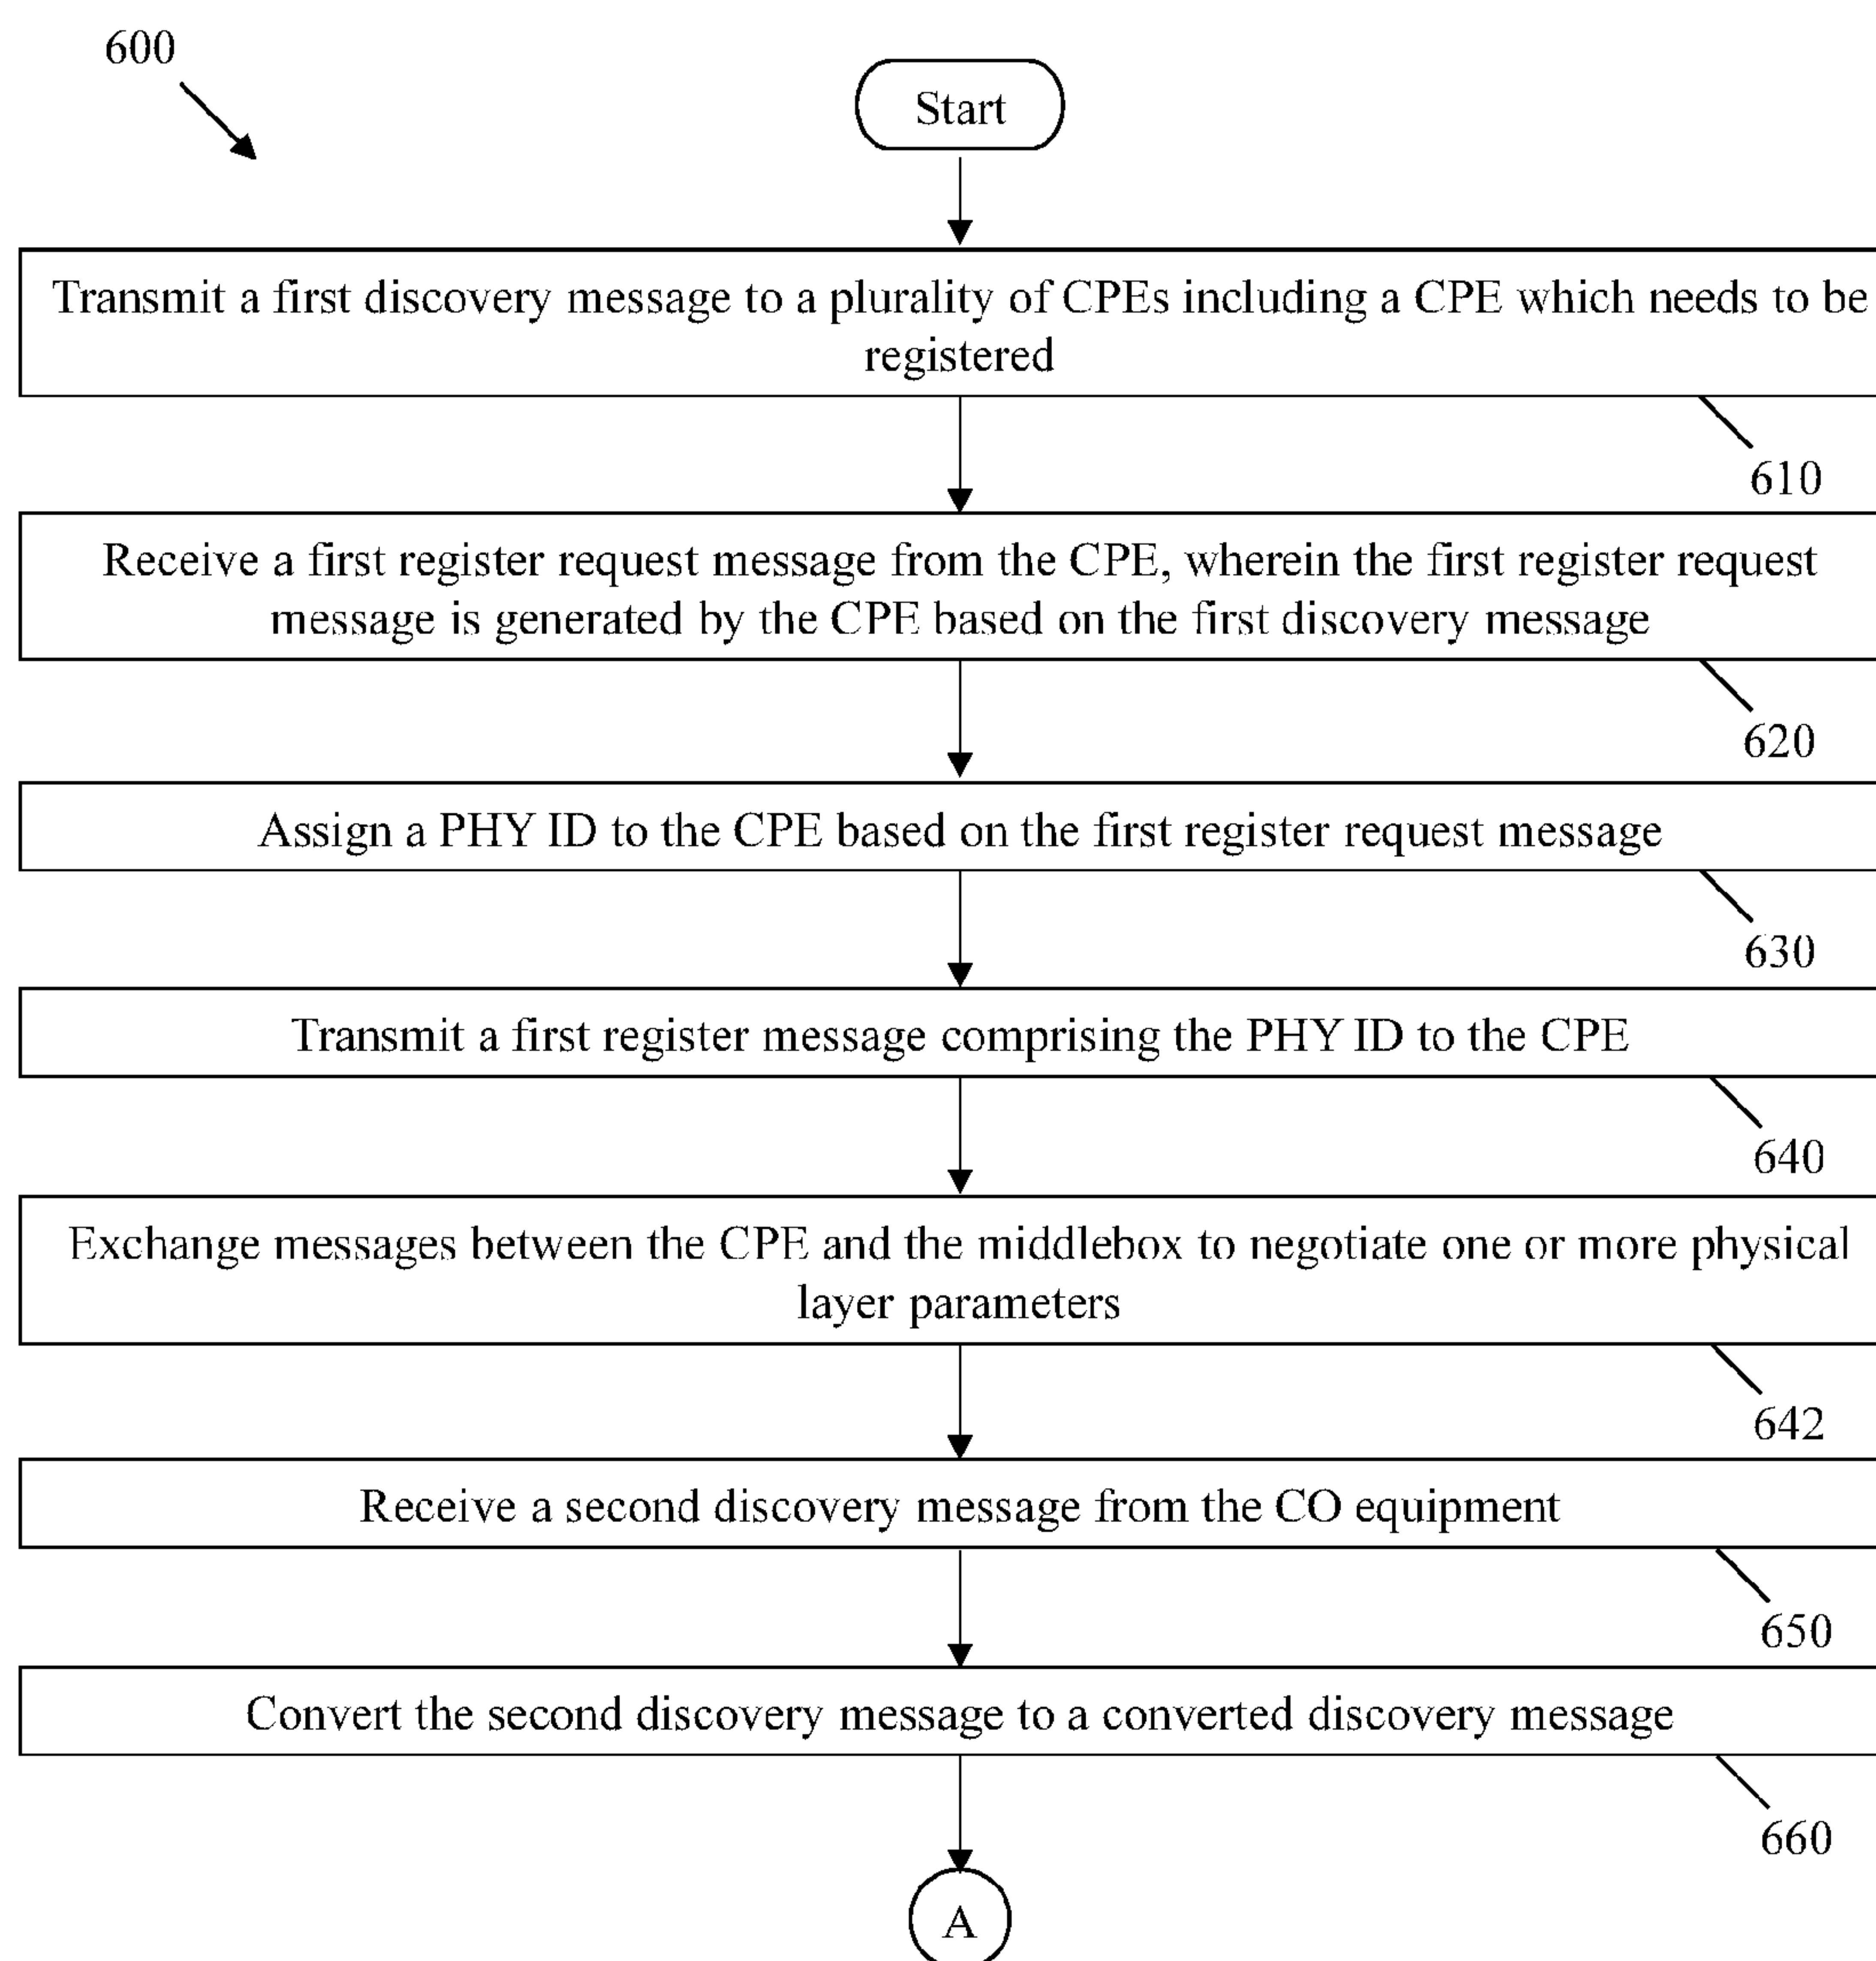 600
Start
Transmit a first discovery message to a plurality of CPEs including a CPE which needs to be
registered
610
Receive a first register request message from the CPE, wherein the first register request
message is generated by the CPE based on the first discovery message
620
Assign a PHY ID to the CPE based on the first register request message
630
Transmit a first register message comprising the PHY ID to the CPE
640
Exchange messages between the CPE and the middlebox to negotiate one or more physical
layer parameters
642
Receive a second discovery message from the CO equipment
650
Convert the second discovery message to a converted discovery message
660
A